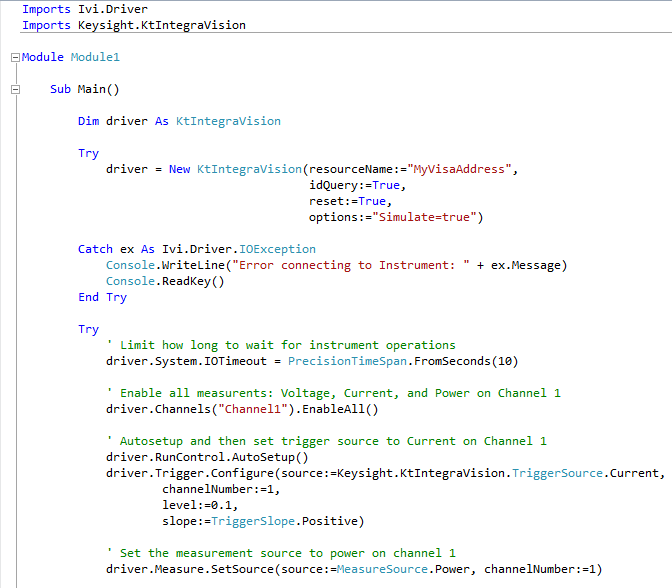 Imports Ivi.Driver
Imports Keysight.KtIntegraVision
Module Module1
Sub Main()
Dim driver As KtIntegraVision
Try
driver = New KtIntegraVision(resourceName:="MyVisaAddress",
idQuery:=True,
reset:=True,
options:="Simulate=true")
Catch ex As Ivi.Driver.IOException
Console.WriteLine("Error connecting to Instrument: " + ex.Message)
Console.ReadKey()
End Try
Try
' Limit how long to wait for instrument operations
driver.System.IOTimeout = PrecisionTimeSpan.FromSeconds(10)
' Enable all measurents: Voltage, Current, and Power on Channel 1
driver.Channels("Channel1").EnableAll()
' Autosetup and then set trigger source to Current on Channel 1
driver.RunControl.AutoSetup()
driver.Trigger.Configure(source:=Keysight.KtIntegraVision.TriggerSource.Current,
channelNumber:=1,
level:=0.1,
slope:=TriggerSlope.Positive)
' Set the measurement source to power on channel 1
driver.Measure.SetSource(source:=MeasureSource.Power, channelNumber:=1)